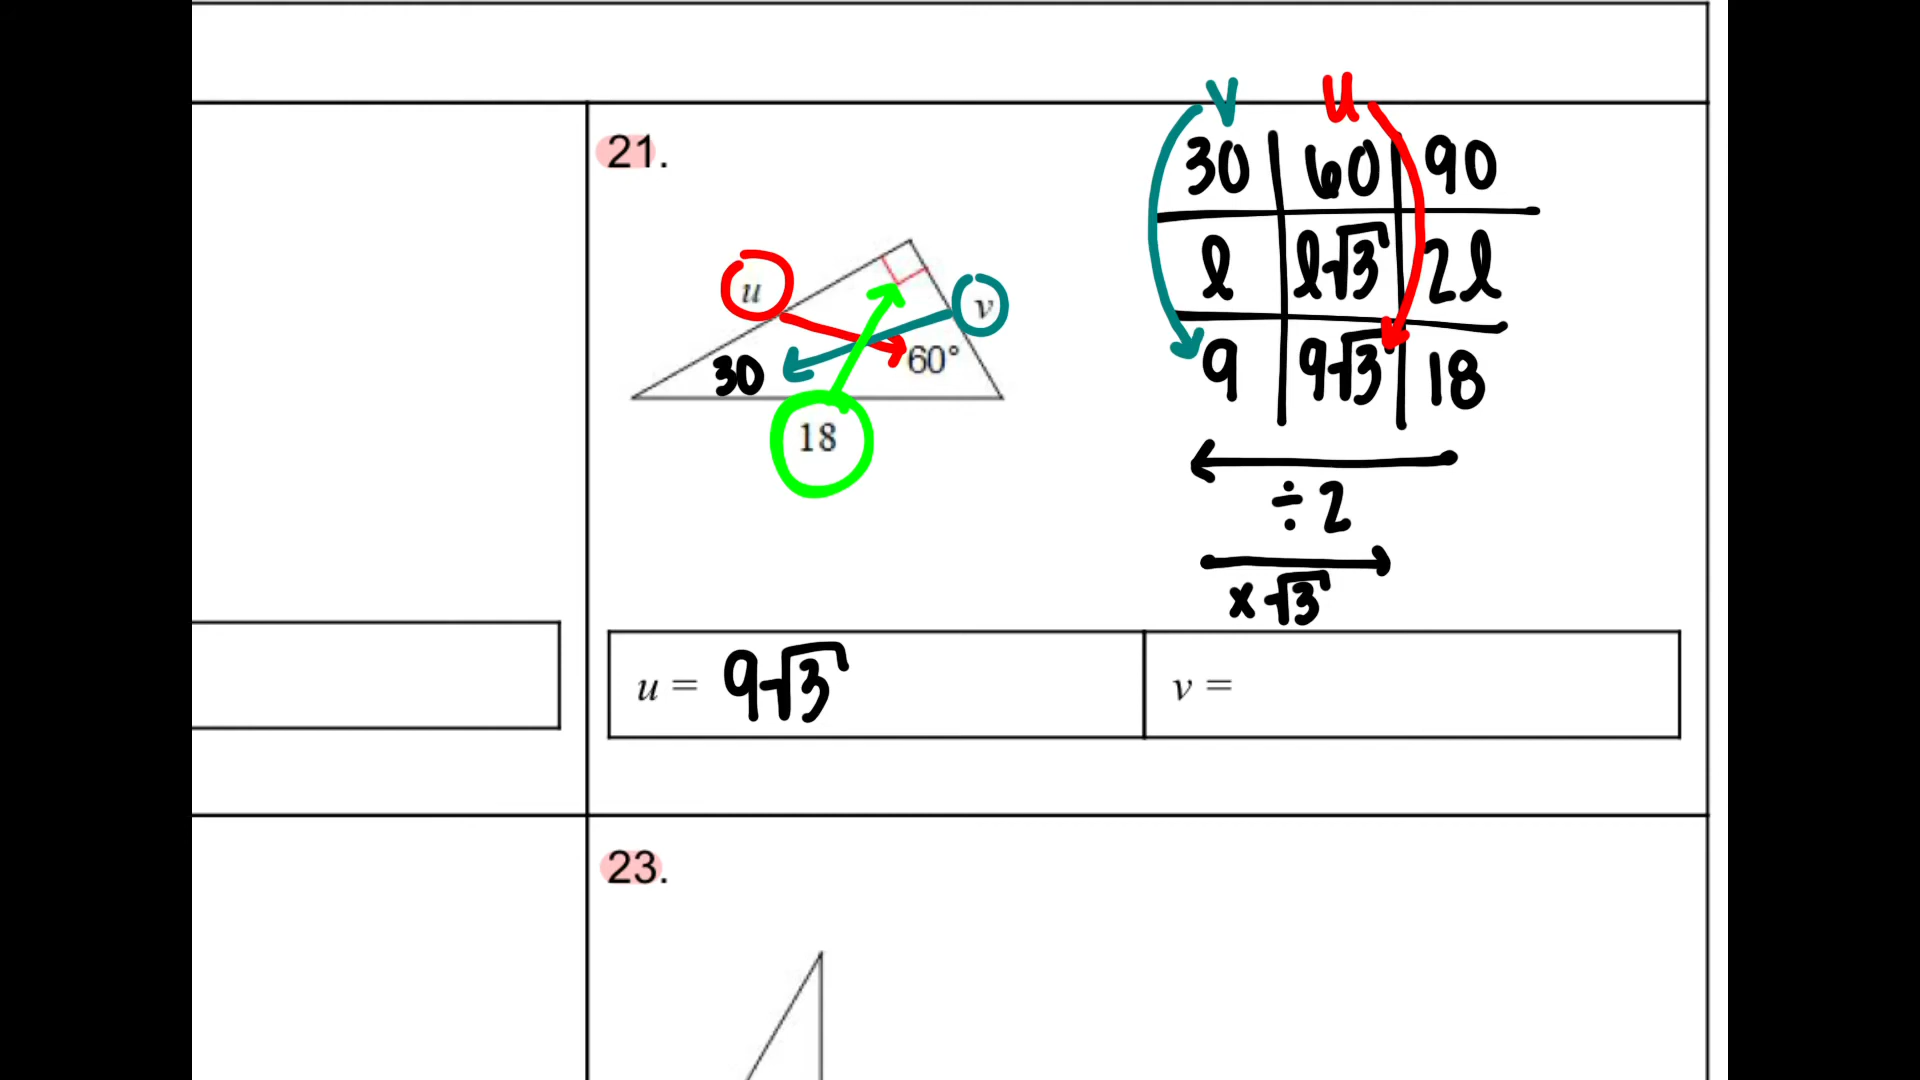 21.
u
v
30
60°
18
v u
30 60 90
l l√3 2l
9 9√3 18
÷ 2
x √3
u = 9√3
v =
23.